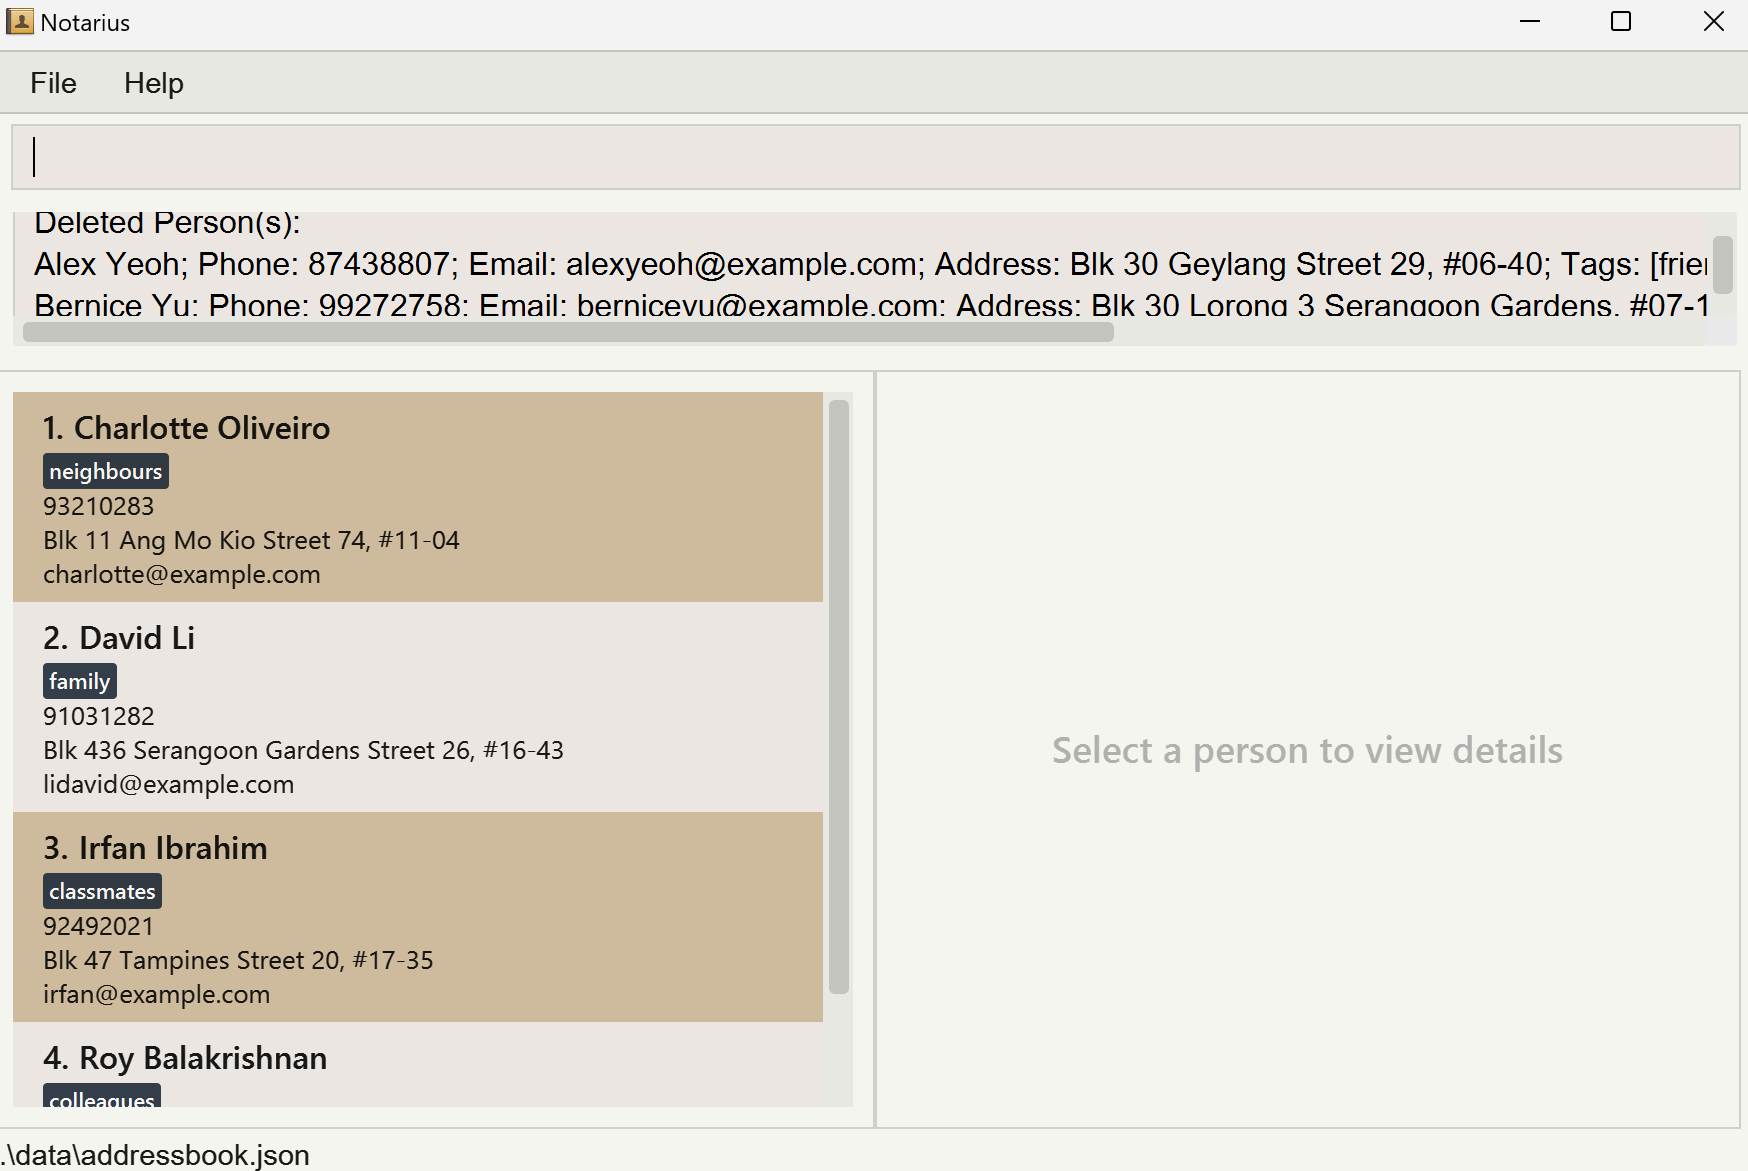 Notarius
File Help
Deleted Person(s):
Alex Yeoh; Phone: 87438807; Email: alexyeoh@example.com; Address: Blk 30 Geylang Street 29, #06-40; Tags: [frien
Bernice Yu; Phone: 99272758; Email: berniceyu@example.com; Address: Blk 30 Lorong 3 Serangoon Gardens, #07-1
1. Charlotte Oliveiro
neighbours
93210283
Blk 11 Ang Mo Kio Street 74, #11-04
charlotte@example.com
2. David Li
family
91031282
Blk 436 Serangoon Gardens Street 26, #16-43
lidavid@example.com
3. Irfan Ibrahim
classmates
92492021
Blk 47 Tampines Street 20, #17-35
irfan@example.com
4. Roy Balakrishnan
colleagues
Select a person to view details
.\data\addressbook.json